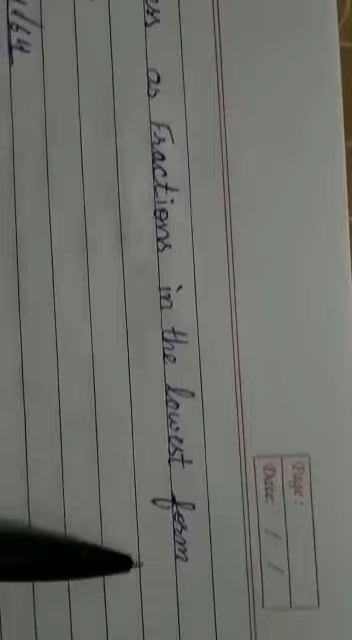 Page:
Date: / /
as Fractions in the lowest form